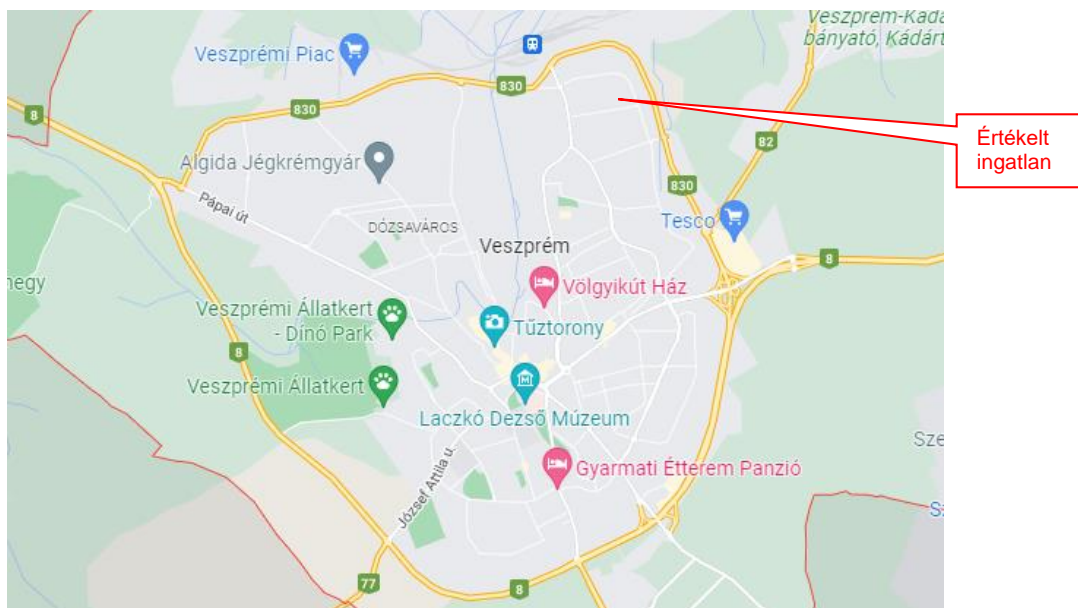 Veszprém-Káda
bányató, Kádárt
Veszprémi Piac
830
830
8
Értékelt
ingatlan
82
Algida Jégkrémgyár
830
Pápai út
Tesco
DÓZSAVÁROS
Veszprém
8
negy
Völgyikút Ház
Veszprémi Állatkert
- Dínó Park
Tűztorony
8
Veszprémi Állatkert
M
Laczkó Dezső Múzeum
Sze
József Attila u.
Gyarmati Étterem Panzió
S
77
8